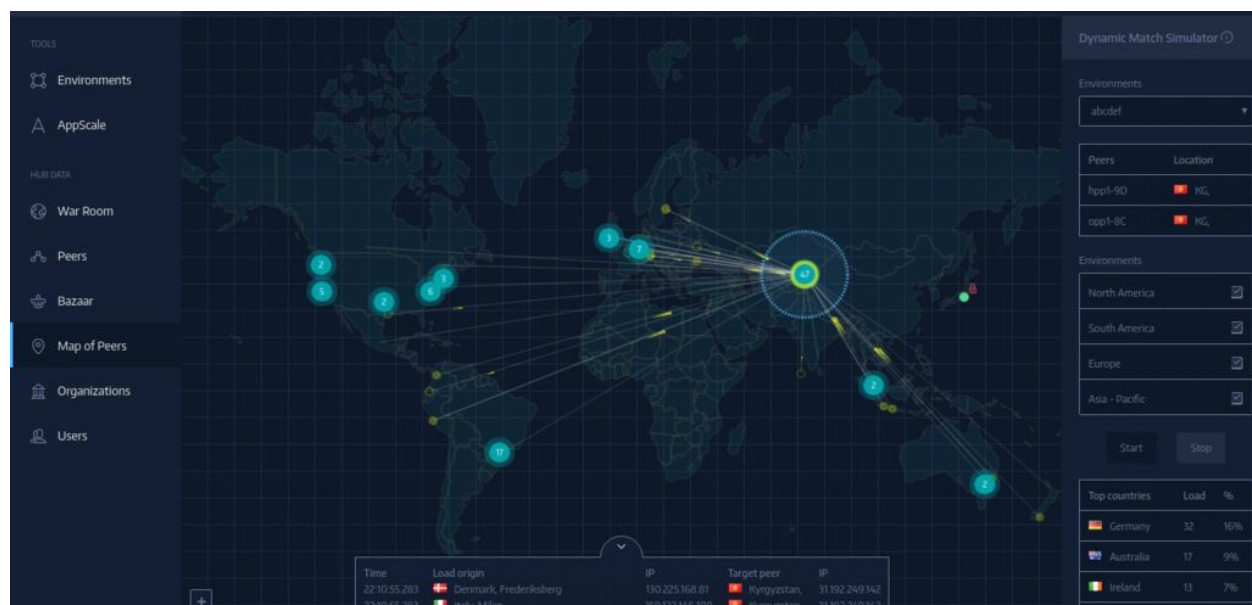 TOOLS
Environments
AppScale
HUB DATA
War Room
Peers
Bazaar
Map of Peers
Organizations
Users
2
5
2
3
6
17
3
7
47
2
2
Time Load origin IP Target peer IP
22:10:55.283 Denmark, Frederiksberg 130.225.168.81 Kyrgyzstan, 31.192.249.142
Dynamic Match Simulator
Environments
abcdef
Peers Location
hpp1-9D KG,
opp1-8C KG,
Environments
North America
South America
Europe
Asia - Pacific
Start Stop
Top countries Load %
Germany 32 16%
Australia 17 9%
Ireland 13 7%